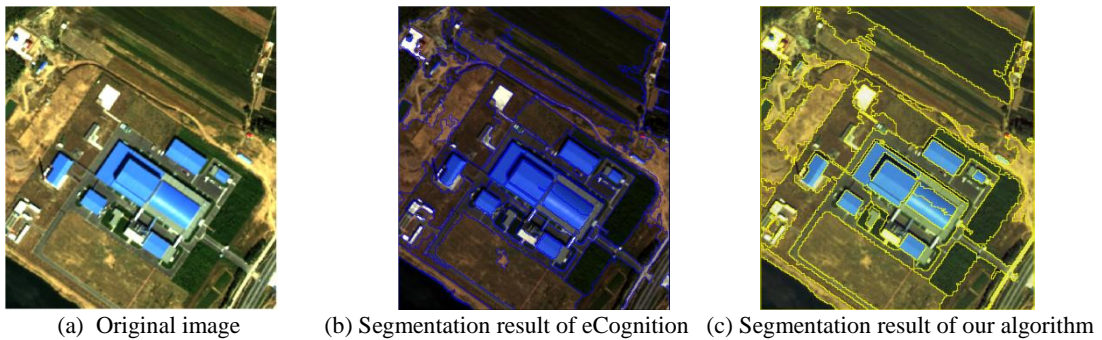 (a) Original image (b) Segmentation result of eCognition (c) Segmentation result of our algorithm